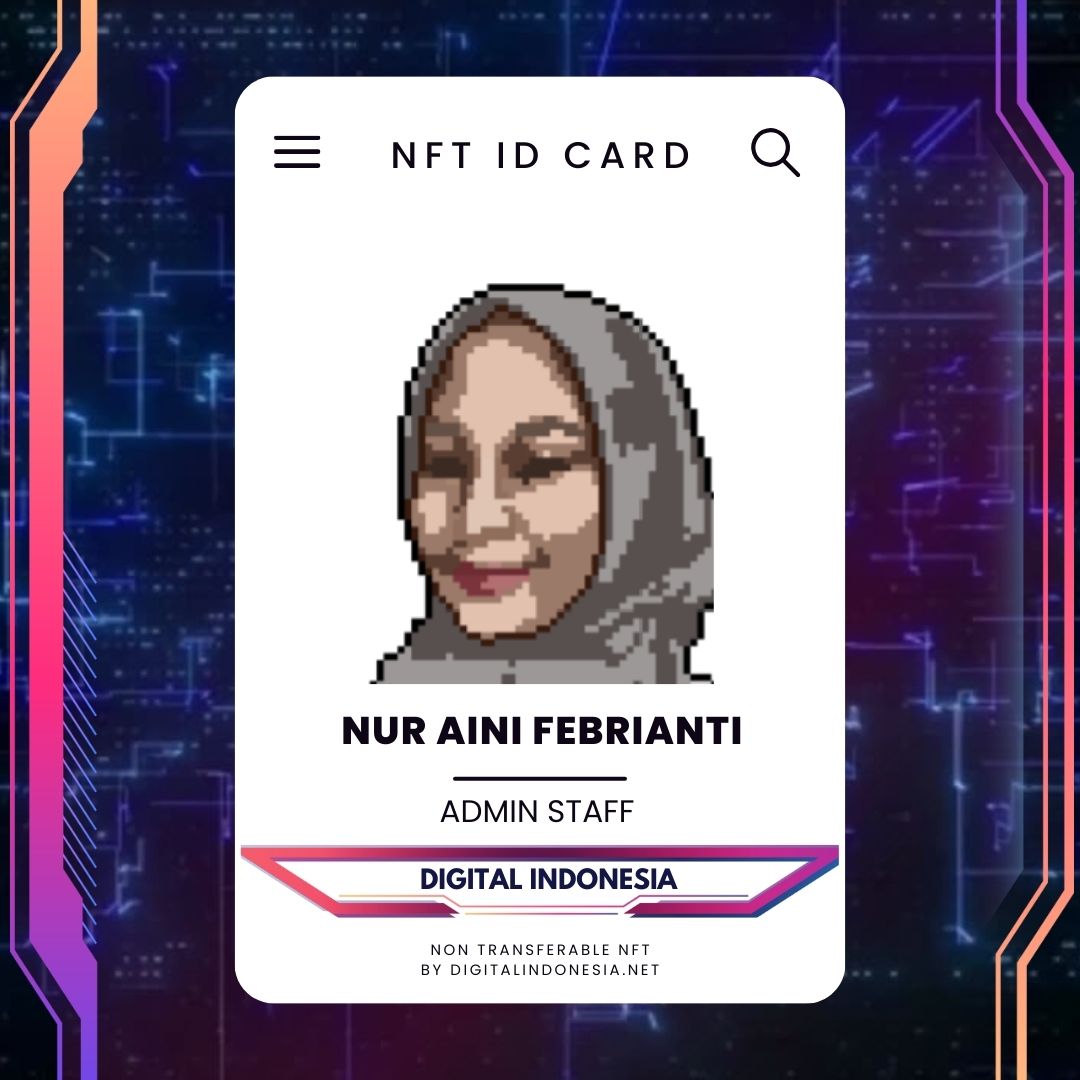 NFT ID CARD
NUR AINI FEBRIANTI
ADMIN STAFF
DIGITAL INDONESIA
NON TRANSFERABLE NFT
BY DIGITALINDONESIA.NET